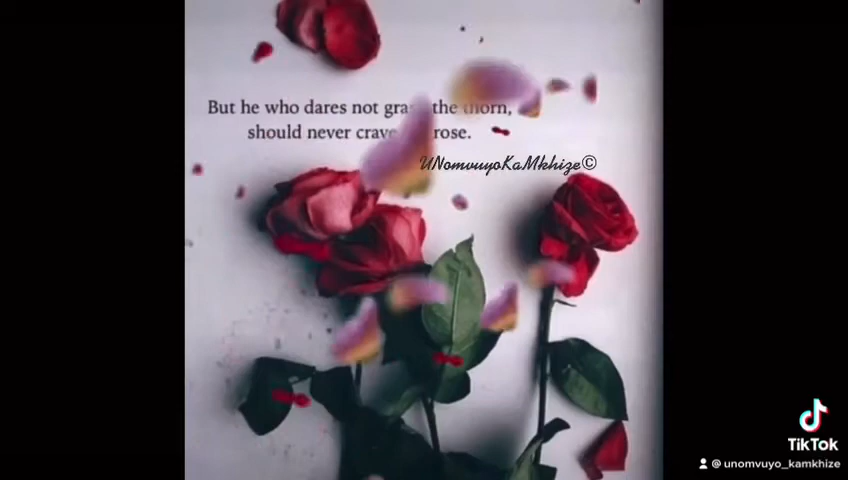 But he who dares not the thorn,
should never crave rose.
UNomvuyoKaMkhize©
TikTok
@ unomvuyo_kamkhize